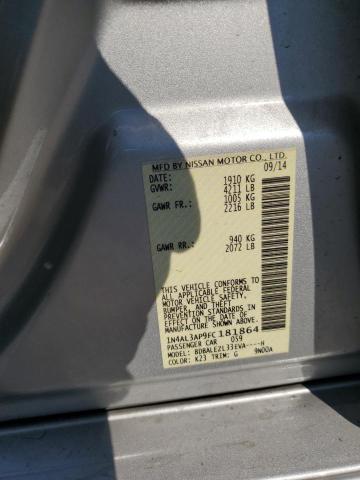 MFD BY NISSAN MOTOR CO., LTD.
DATE: 09/14
GVWR: 1910 KG
4211 LB
GAWR FR.: 1005 KG
2216 LB
GAWR RR.: 940 KG
2072 LB
THIS VEHICLE CONFORMS TO ALL
APPLICABLE FEDERAL MOTOR VEHICLE SAFETY,
BUMPER, AND THEFT
PREVENTION STANDARDS
IN EFFECT ON THE DATE OF
MANUFACTURE SHOWN ABOVE.
1N4AL3AP9FC181864
PASSENGER CAR 059
MODEL: BDBALEZL33EVA----H
COLOR: K23 TRIM: G 9N00A